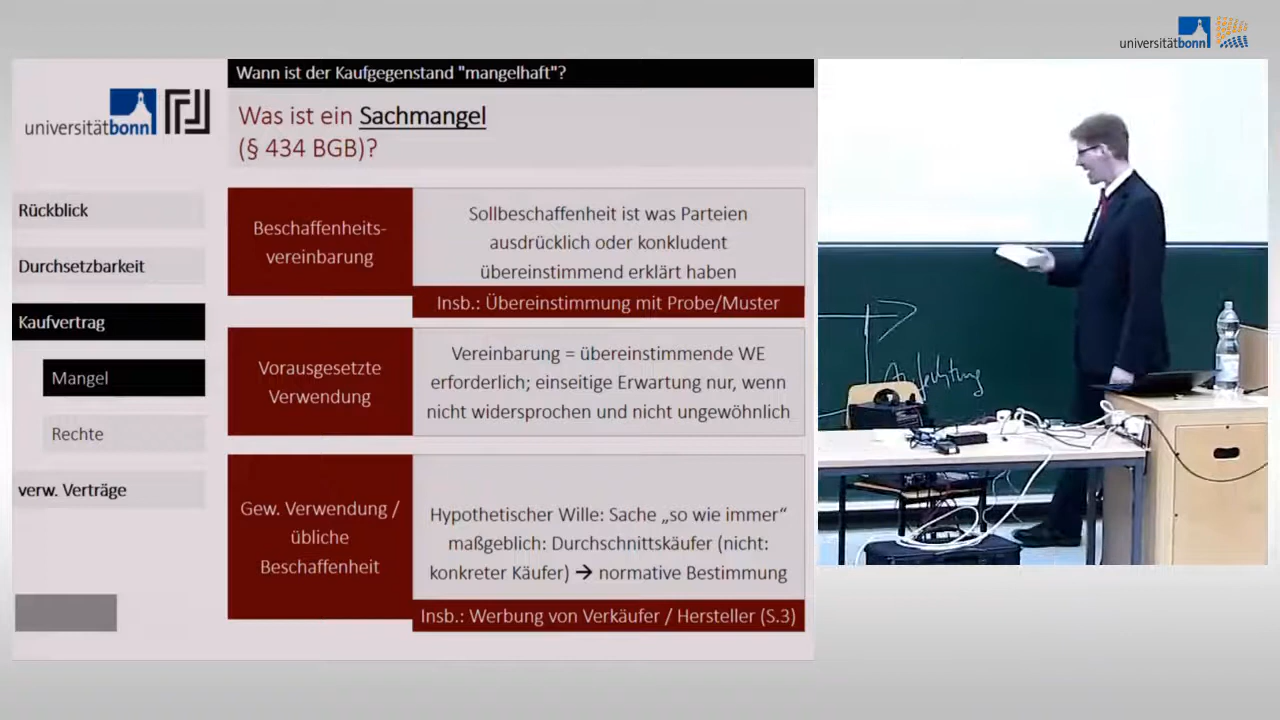 universitätbonn
Wann ist der Kaufgegenstand "mangelhaft"?
universitätbonn
Was ist ein Sachmangel
(§ 434 BGB)?
Rückblick
Durchsetzbarkeit
Kaufvertrag
Mangel
Rechte
verw. Verträge
Beschaffenheits-
vereinbarung
Sollbeschaffenheit ist was Parteien
ausdrücklich oder konkludent
übereinstimmend erklärt haben
Insb.: Übereinstimmung mit Probe/Muster
Vorausgesetzte
Verwendung
Vereinbarung = übereinstimmende WE
erforderlich; einseitige Erwartung nur, wenn
nicht widersprochen und nicht ungewöhnlich
Gew. Verwendung /
übliche
Beschaffenheit
Hypothetischer Wille: Sache „so wie immer“
maßgeblich: Durchschnittskäufer (nicht:
konkreter Käufer) → normative Bestimmung
Insb.: Werbung von Verkäufer / Hersteller (S.3)
Anfechtung